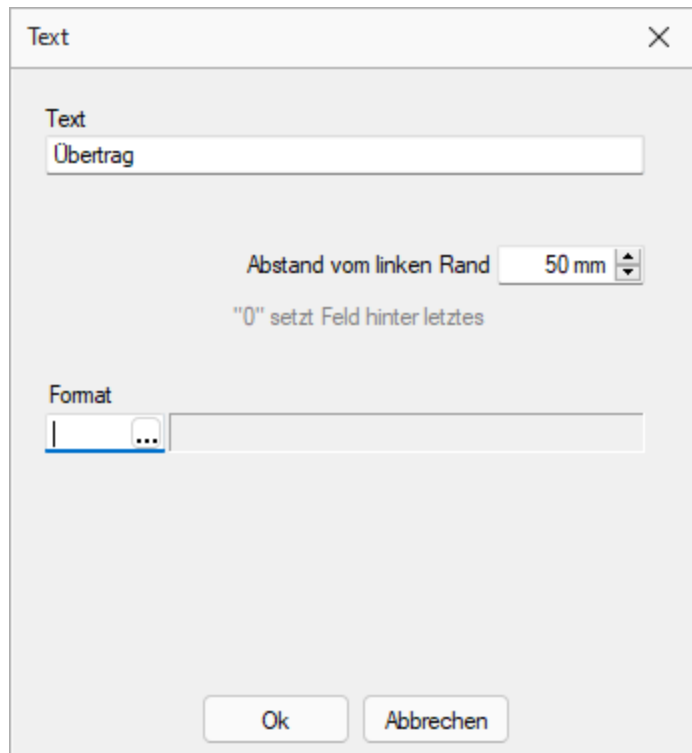 Text
Text
Übertrag
Abstand vom linken Rand 50 mm
"0" setzt Feld hinter letztes
Format
...
Ok Abbrechen